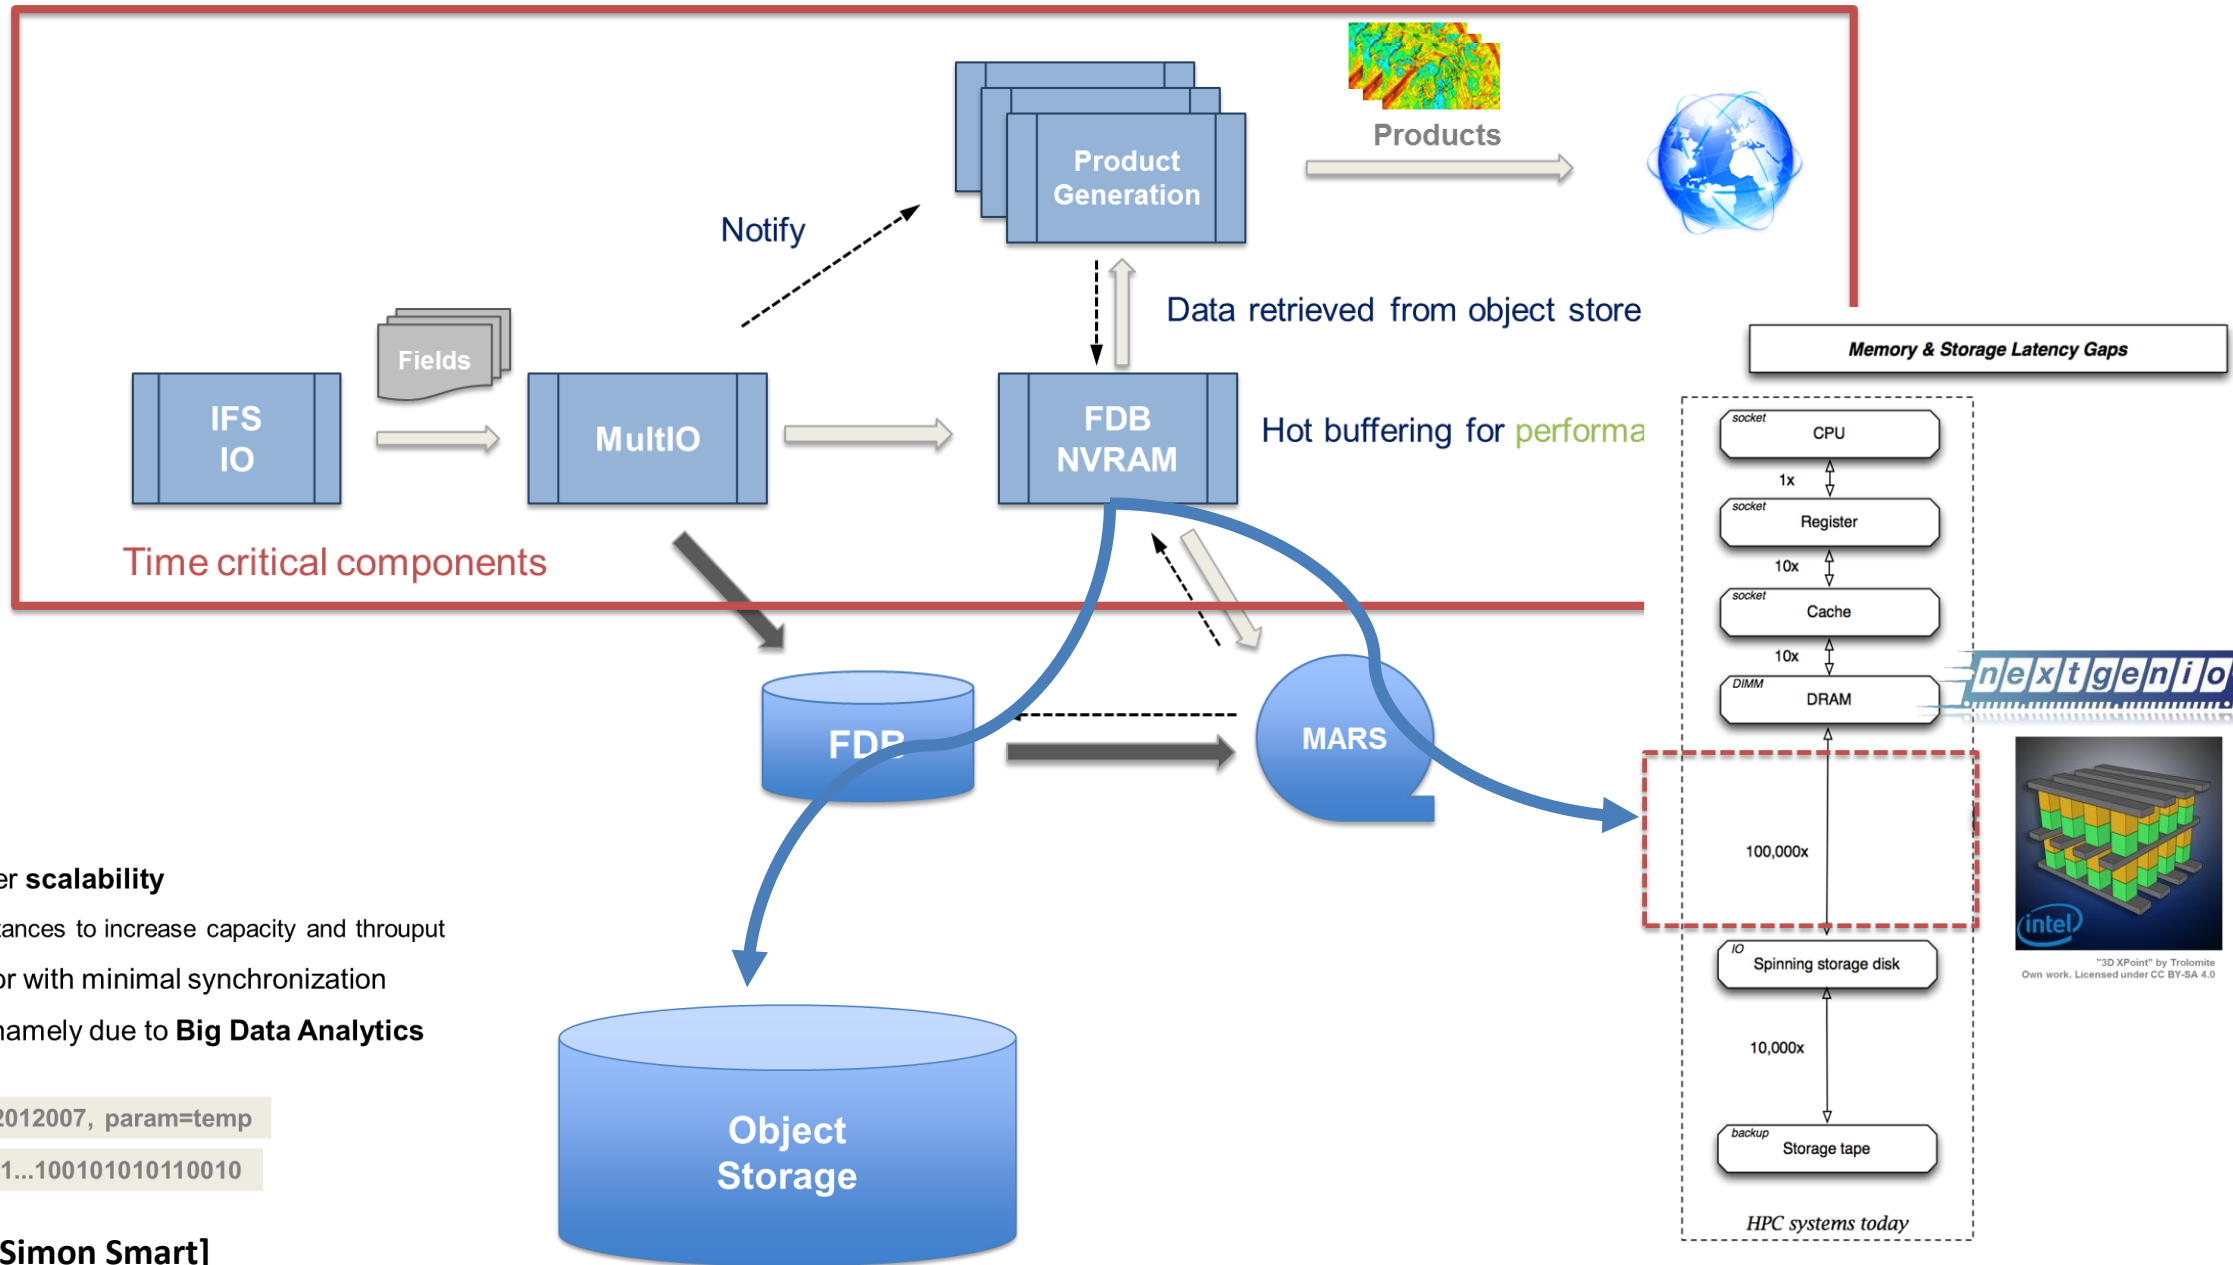 Products
Product
Generation
Notify
Data retrieved from object store
Fields
IFS
IO
MultIO
FDB
NVRAM
Hot buffering for performa
Time critical components
FDB
MARS
er scalability
tances to increase capacity and throuput
or with minimal synchronization
namely due to Big Data Analytics
2012007, param=temp
1...100101010110010
Simon Smart]
Object
Storage
Memory & Storage Latency Gaps
socket
CPU
1x
socket
Register
10x
socket
Cache
10x
DIMM
DRAM
nextgenio
100,000x
intel
"3D XPoint" by Trolomite
Own work. Licensed under CC BY-SA 4.0
IO
Spinning storage disk
10,000x
backup
Storage tape
HPC systems today